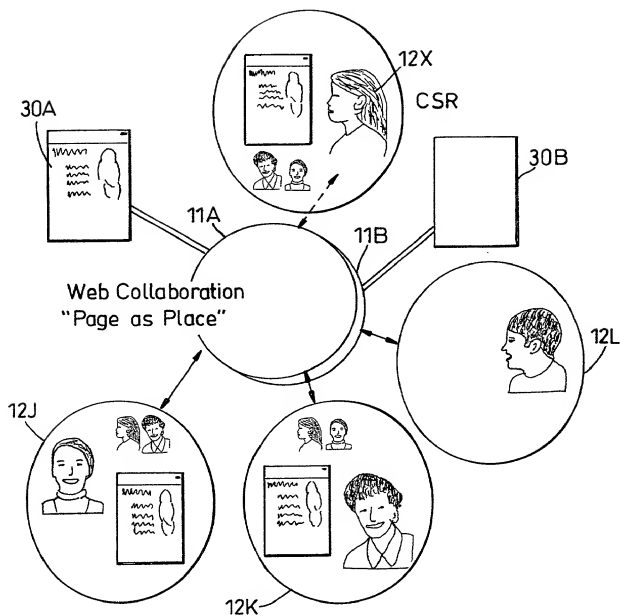 12X
CSR
30A
30B
11A
11B
Web Collaboration
"Page as Place"
12L
12J
12K